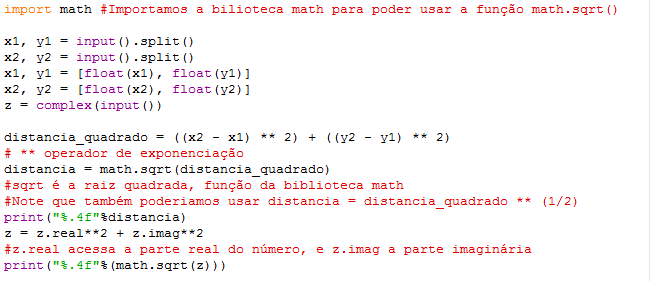 import math #Importamos a bilioteca math para poder usar a função math.sqrt()
x1, y1 = input().split()
x2, y2 = input().split()
x1, y1 = [float(x1), float(y1)]
x2, y2 = [float(x2), float(y2)]
z = complex(input())
distancia_quadrado = ((x2 - x1) ** 2) + ((y2 - y1) ** 2)
# ** operador de exponenciação
distancia = math.sqrt(distancia_quadrado)
#sqrt é a raiz quadrada, função da biblioteca math
#Note que também poderiamos usar distancia = distancia_quadrado ** (1/2)
print("%.4f"%distancia)
z = z.real**2 + z.imag**2
#z.real acessa a parte real do número, e z.imag a parte imaginária
print("%.4f"%(math.sqrt(z)))